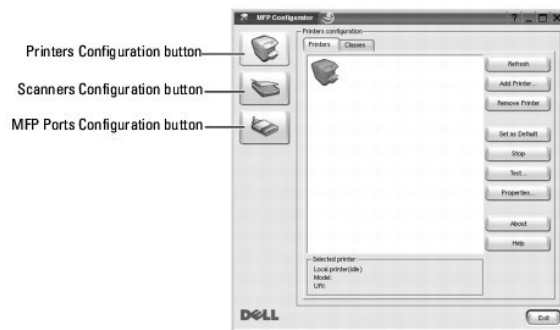 MFP Configurator
Printers Configuration button
Scanners Configuration button
MFP Ports Configuration button
Printers configuration
Printers
Classes
Refresh
Add Printer...
Remove Printer
Set as Default
Stop
Test...
Properties...
About
Help
Selected printer:
Local printer(idle)
Model:
URI:
DELL
Exit